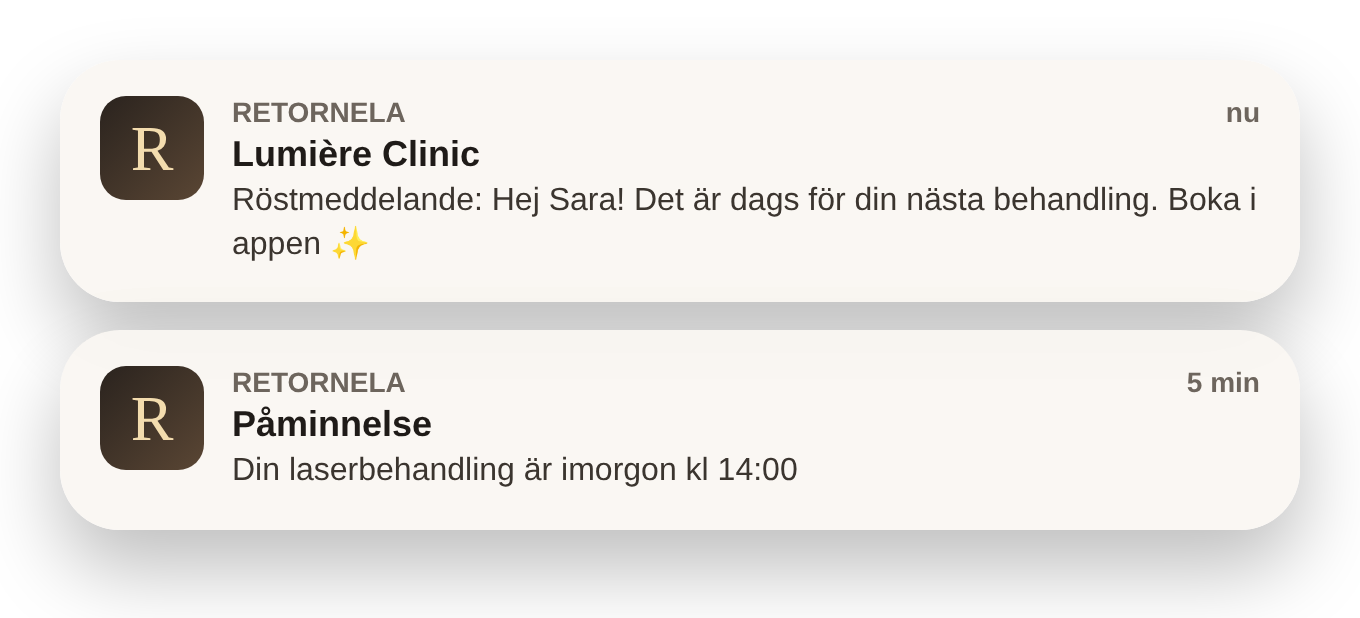 R
RETORNELA
nu
Lumière Clinic
Röstmeddelande: Hej Sara! Det är dags för din nästa behandling. Boka i
appen ✨
R
RETORNELA
5 min
Påminnelse
Din laserbehandling är imorgon kl 14:00